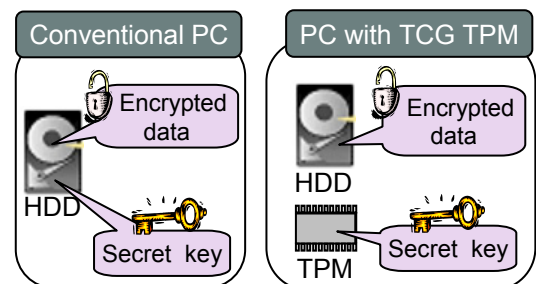 Conventional PC
Encrypted
data
HDD
Secret key
PC with TCG TPM
Encrypted
data
HDD
Secret key
TPM